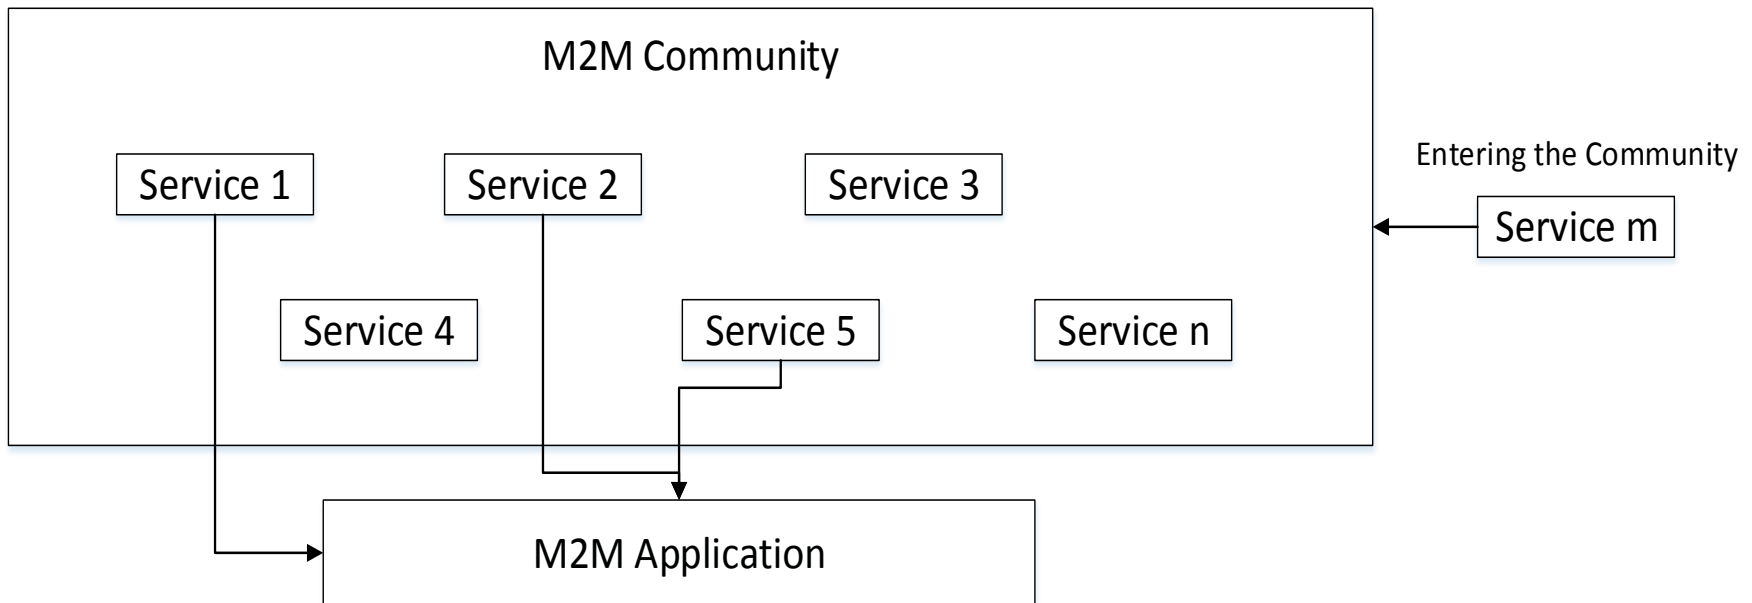 M2M Community
Entering the Community
Service 1
Service 2
Service 3
Service m
Service 4
Service 5
Service n
M2M Application